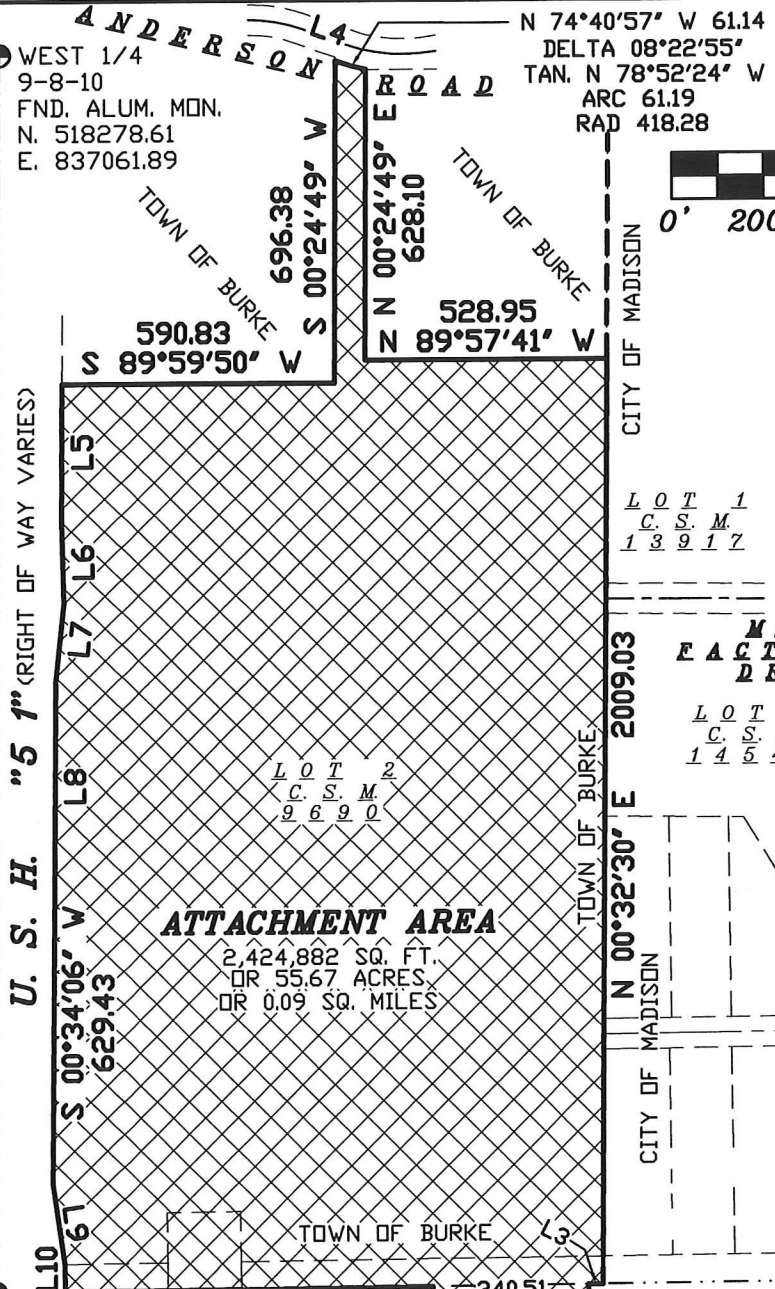 ANDERSON
ROAD
L4
N 74°40'57" W 61.14
DELTA 08°22'55"
TAN. N 78°52'24" W
ARC 61.19
RAD 418.28
WEST 1/4
9-8-10
FND. ALUM. MON.
N. 518278.61
E. 837061.89
TOWN OF BURKE
696.38
S 00°24'49" W
N 00°24'49" E
628.10
TOWN OF BURKE
0'
CITY OF MADISON
590.83
S 89°59'50" W
528.95
N 89°57'41" W
U. S. H. "51" (RIGHT OF WAY VARIES)
L5
L6
L7
L8
LOT 1
C. S. M.
13917
LOT 2
C. S. M.
9690
LOT
C. S.
TOWN OF BURKE
N 00°32'30" E 2009.03
ATTACHMENT AREA
2,424,882 SQ. FT.
OR 55.67 ACRES
OR 0.09 SQ. MILES
S 00°34'06" W
629.43
CITY OF MADISON
L9
L10
TOWN OF BURKE
L3